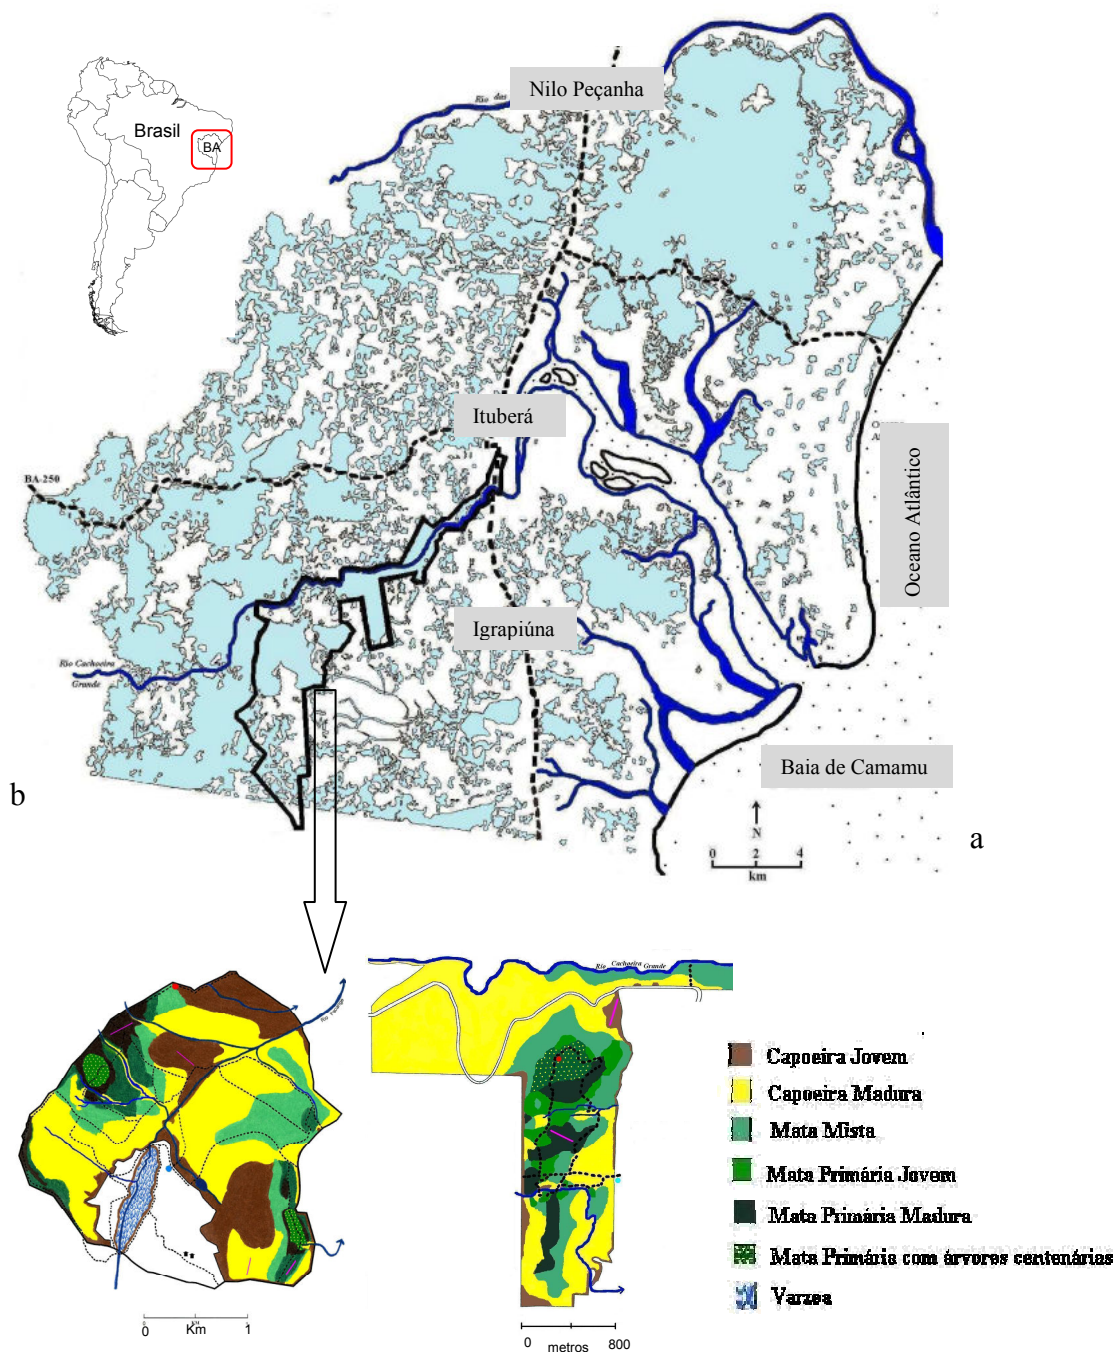 Nilo Peçanha
Rio das
Brasil
BA
Ituberá
BA-250
Oceano Atlântico
Igrapiúna
Rio Cachoeira
Grande
Baia de Camamu
b
a
N
0 2 4
km
Rio Cachoeira Grande
Capoeira Jovem
Capoeira Madura
Mata Mista
Mata Primária Jovem
Mata Primária Madura
Mata Primária com árvores centenárias
Varzea
0 Km 1
0 metros 800